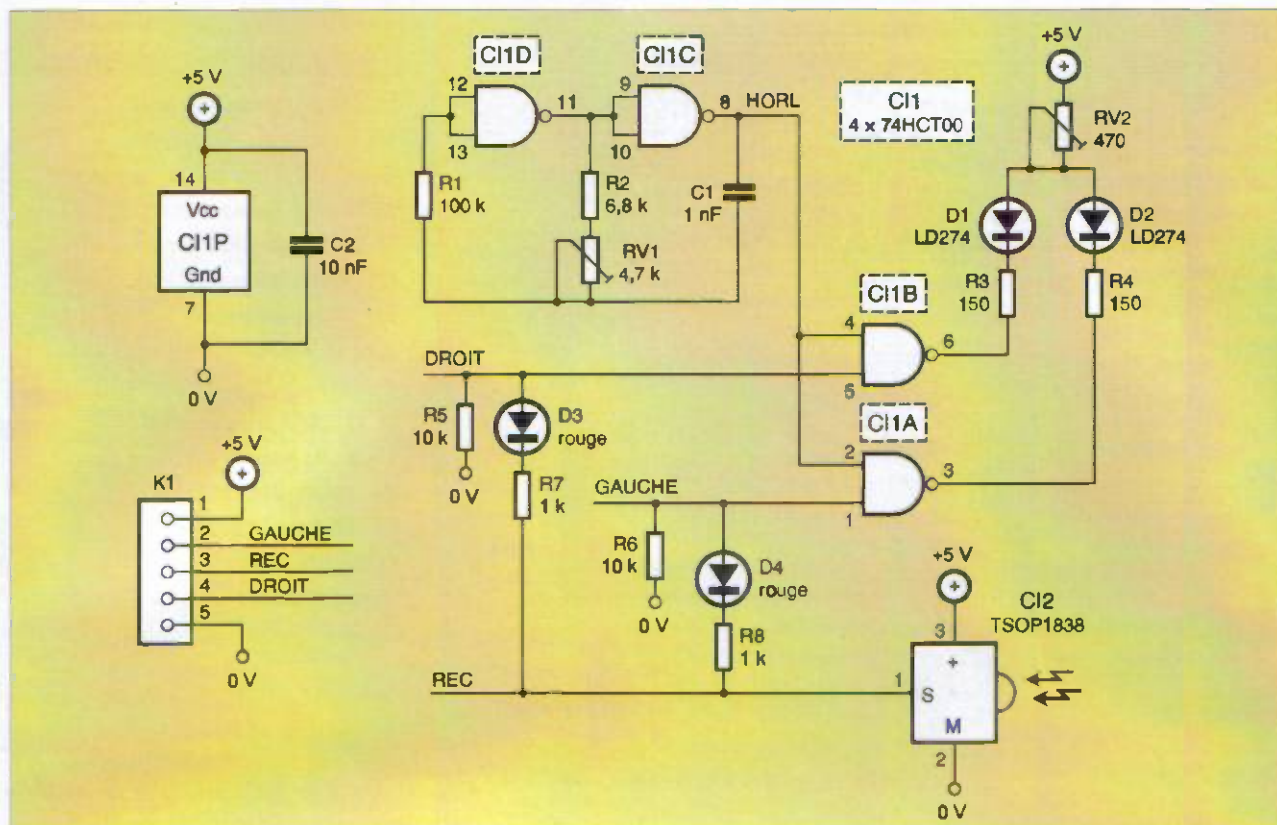 +5 V
14
Vcc
CI1P
Gnd
7
C2
10 nF
0 V
CI1D
12
13
11
CI1C
9
10
8
HORL
R1
100 k
R2
6,8 k
RV1
4,7 k
C1
1 nF
CI1
4 x 74HCT00
+5 V
RV2
470
D1
LD274
D2
LD274
R3
150
R4
150
CI1B
4
5
6
CI1A
2
1
3
DROIT
R5
10 k
0 V
D3
rouge
R7
1 k
GAUCHE
R6
10 k
0 V
D4
rouge
R8
1 k
REC
K1
+5 V
1
2
GAUCHE
3
REC
4
DROIT
5
0 V
+5 V
CI2
TSOP1838
3
+
1
S
M
2
0 V